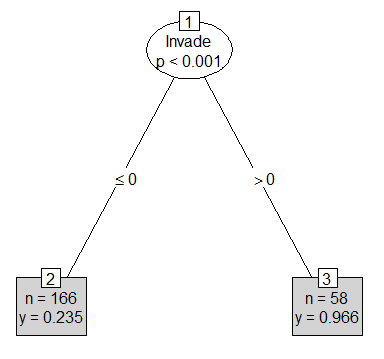 1
Invade
p < 0.001
≤ 0
> 0
2
n = 166
y = 0.235
3
n = 58
y = 0.966